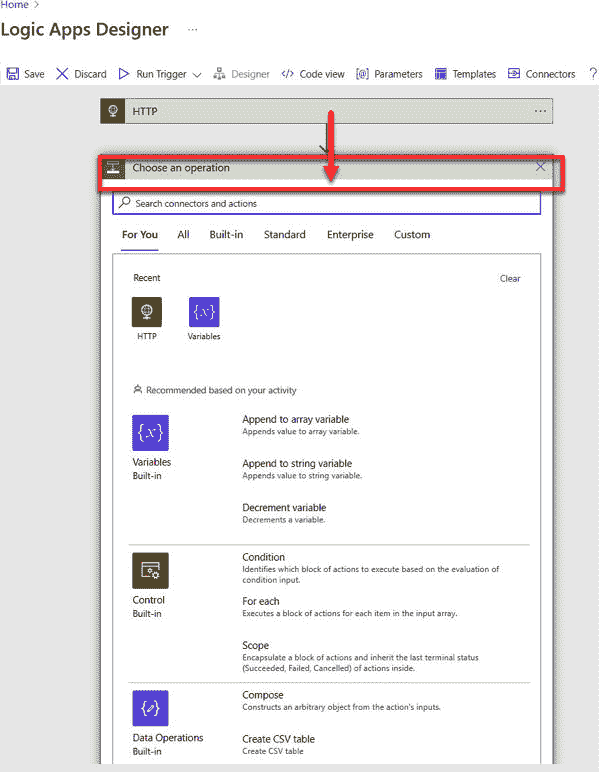 Home >
Logic Apps Designer ...
Save Discard Run Trigger Designer </> Code view [@] Parameters Templates Connectors ?
HTTP ...
Choose an operation
Search connectors and actions
For You All Built-in Standard Enterprise Custom
Recent Clear
{x}
HTTP Variables
Recommended based on your activity
Append to array variable
Appends value to array variable.
{x}
Variables
Built-in
Append to string variable
Appends value to string variable.
Decrement variable
Decrements a variable.
Condition
Identifies which block of actions to execute based on the evaluation of
condition input.
Control
Built-in
For each
Executes a block of actions for each item in the input array.
Scope
Encapsulate a block of actions and inherit the last terminal status
(Succeeded, Failed, Cancelled) of actions inside.
Compose
Constructs an arbitrary object from the action's inputs.
Data Operations
Built-in
Create CSV table
Create CSV table